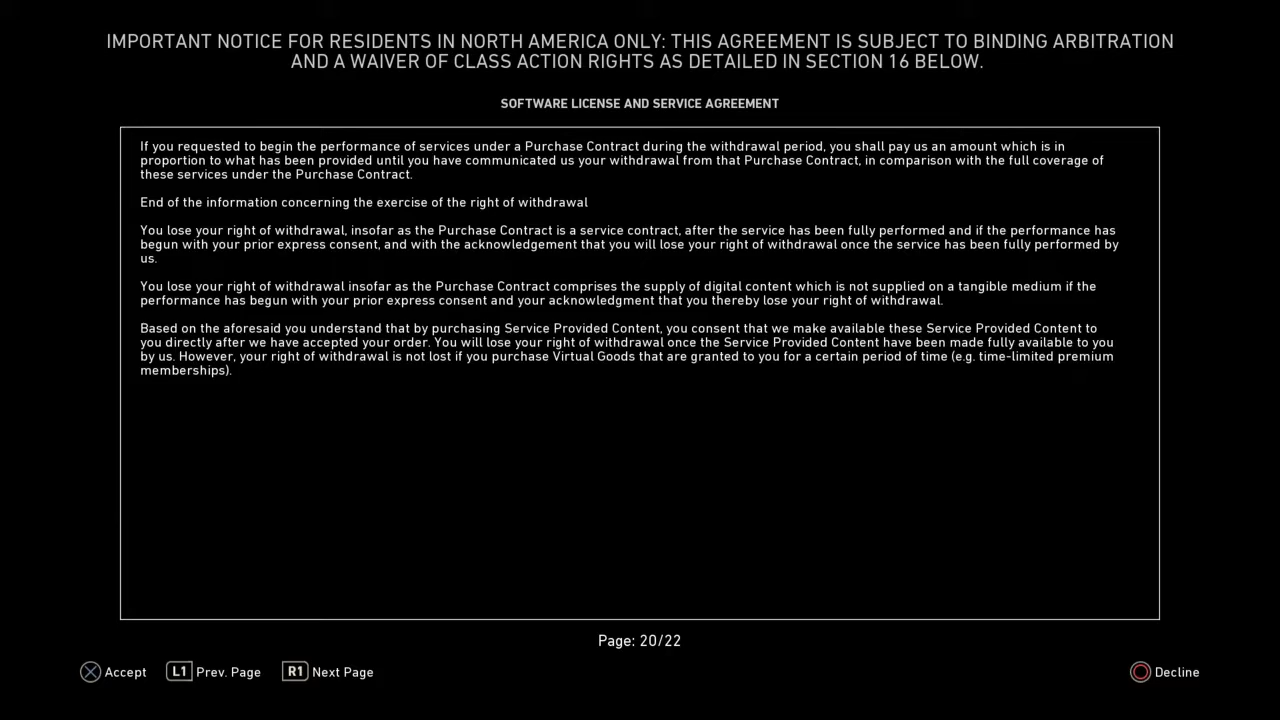 IMPORTANT NOTICE FOR RESIDENTS IN NORTH AMERICA ONLY: THIS AGREEMENT IS SUBJECT TO BINDING ARBITRATION
AND A WAIVER OF CLASS ACTION RIGHTS AS DETAILED IN SECTION 16 BELOW.
SOFTWARE LICENSE AND SERVICE AGREEMENT
If you requested to begin the performance of services under a Purchase Contract during the withdrawal period, you shall pay us an amount which is in
proportion to what has been provided until you have communicated us your withdrawal from that Purchase Contract, in comparison with the full coverage of
these services under the Purchase Contract.
End of the information concerning the exercise of the right of withdrawal
You lose your right of withdrawal, insofar as the Purchase Contract is a service contract, after the service has been fully performed and if the performance has
begun with your prior express consent, and with the acknowledgement that you will lose your right of withdrawal once the service has been fully performed by
us.
You lose your right of withdrawal insofar as the Purchase Contract comprises the supply of digital content which is not supplied on a tangible medium if the
performance has begun with your prior express consent and your acknowledgment that you thereby lose your right of withdrawal.
Based on the aforesaid you understand that by purchasing Service Provided Content, you consent that we make available these Service Provided Content to
you directly after we have accepted your order. You will lose your right of withdrawal once the Service Provided Content have been made fully available to you
by us. However, your right of withdrawal is not lost if you purchase Virtual Goods that are granted to you for a certain period of time (e.g. time-limited premium
memberships).
Page: 20/22
Accept L1 Prev. Page R1 Next Page Decline